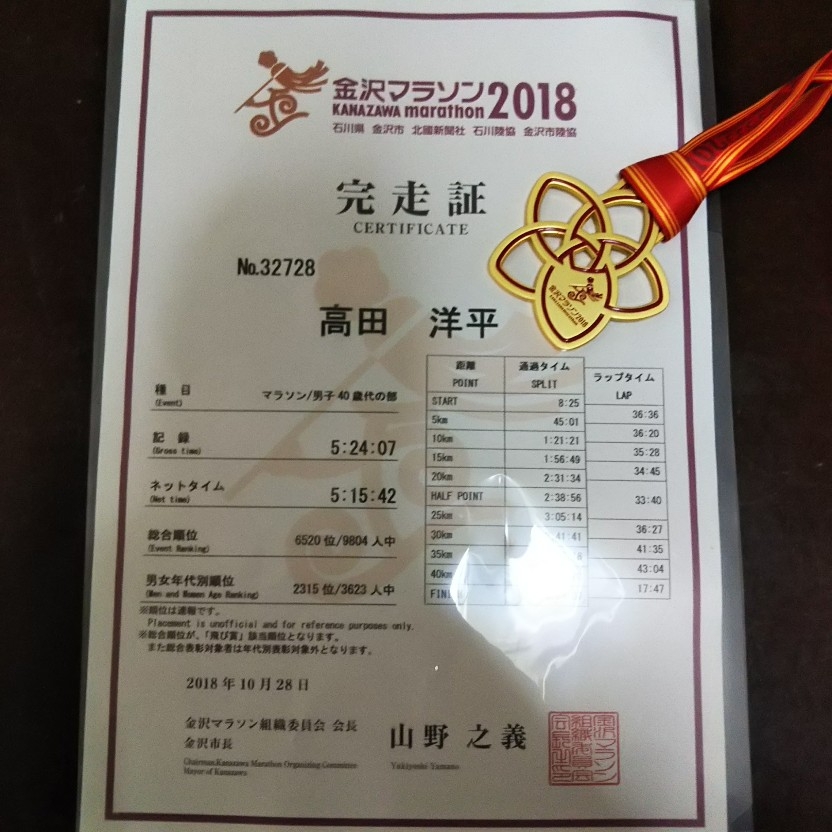 金沢マラソン2018
KANAZAWA marathon
石川県 金沢市 北國新聞社 石川陸協 金沢市陸協
完走証
CERTIFICATE
No.32728
高田 洋平
種目 マラソン/男子40歳代の部
(Event)
記録 5:24:07
(Gross time)
ネットタイム 5:15:42
(Net time)
総合順位 6520位/9804人中
(Event Ranking)
男女年代別順位 2315位/3623人中
(Men and Women Age Ranking)
※順位は速報です。
Placement is unofficial and for reference purposes only.
※総合順位が、「飛び賞」該当順位となります。
また総合表彰対象者は年代別表彰対象外となります。
距離 通過タイム ラップタイム
POINT SPLIT LAP
START 8:25
5km 45:01 36:36
10km 1:21:21 36:20
15km 1:56:49 35:28
20km 2:31:34 34:45
HALF POINT 2:38:56
25km 3:05:14 33:40
30km :41:41 36:27
35km 8 41:35
40km 43:04
FIN 17:47
2018年10月28日
金沢マラソン組織委員会 会長
金沢市長
山野 之義
Chairman,Kanazawa Marathon Organizing Committee
Mayor of Kanazawa
Yukiyoshi Yamano
金沢マラソン2018